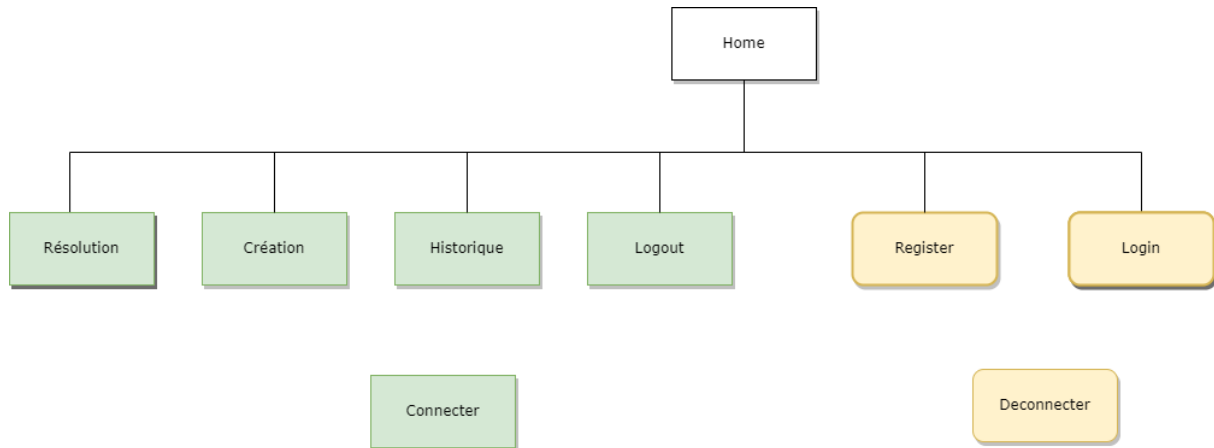 Home
Résolution
Création
Historique
Logout
Register
Login
Connecter
Deconnecter